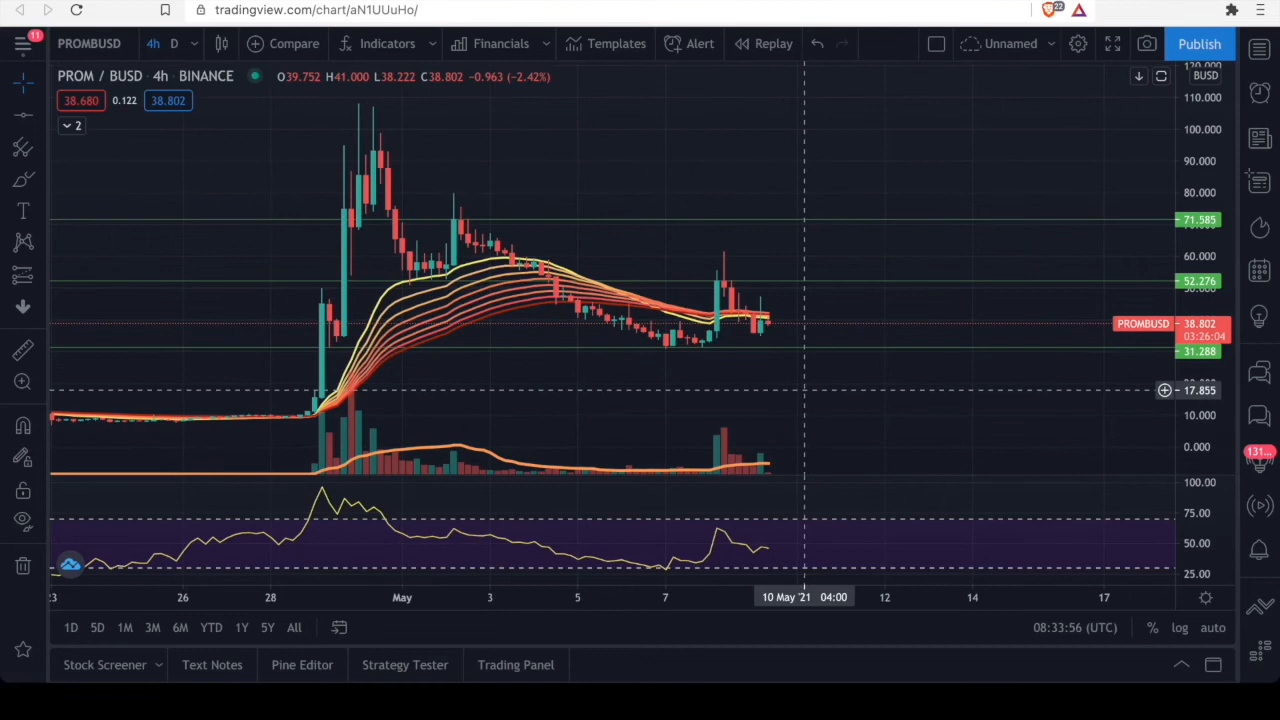 tradingview.com/chart/aN1UUuHo/
22
11
PROMBUSD 4h D Compare Indicators Financials Templates Alert Replay Unnamed Publish
PROM / BUSD · 4h · BINANCE O39.752 H41.000 L38.222 C38.802 -0.963 (-2.42%)
BUSD
38.680 0.122 38.802
2
120.000
110.000
100.000
90.000
80.000
71.585
60.000
52.276
PROMBUSD 38.802
03:26:04
31.288
17.855
10.000
0.000
131...
100.00
75.00
50.00
25.00
23 26 28 May 3 5 7 10 May '21 04:00 12 14 17
1D 5D 1M 3M 6M YTD 1Y 5Y All 08:33:56 (UTC) % log auto
Stock Screener Text Notes Pine Editor Strategy Tester Trading Panel